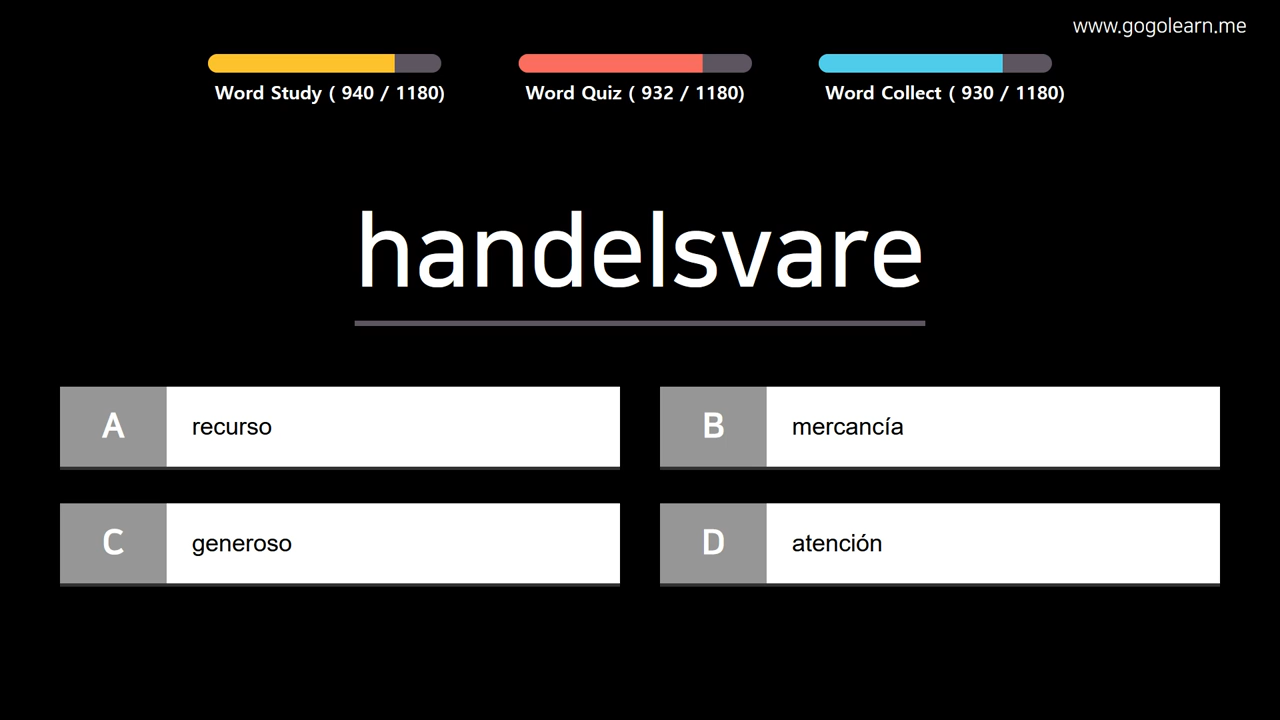 www.gogolearn.me
Word Study ( 940 / 1180)
Word Quiz ( 932 / 1180)
Word Collect ( 930 / 1180)
handelsvare
A
recurso
B
mercancía
C
generoso
D
atención